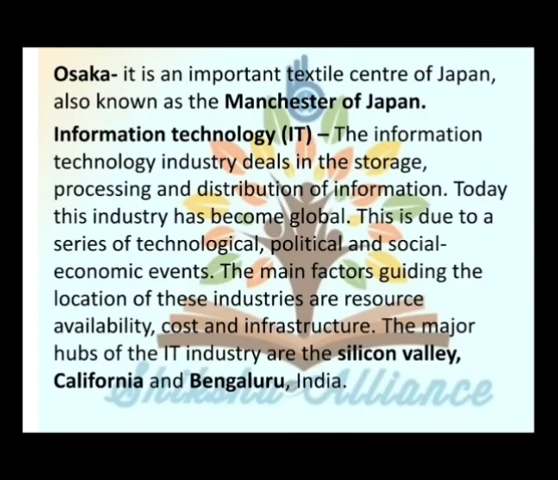 Osaka- it is an important textile centre of Japan,
also known as the Manchester of Japan.
Information technology (IT) – The information
technology industry deals in the storage,
processing and distribution of information. Today
this industry has become global. This is due to a
series of technological, political and social-
economic events. The main factors guiding the
location of these industries are resource
availability, cost and infrastructure. The major
hubs of the IT industry are the silicon valley,
California and Bengaluru, India.
Shiksha Alliance